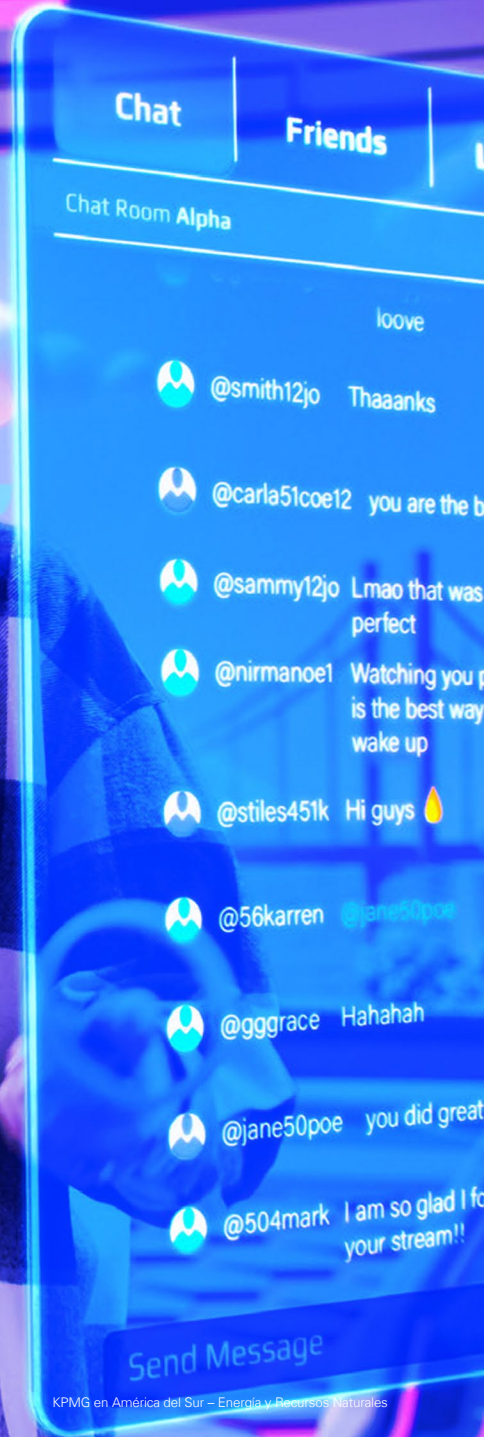 Chat
Friends
Chat Room Alpha
loove
@smith12jo Thaaanks
@carla51coe12 you are the b
@sammy12jo Lmao that was
perfect
@nirmanoe1 Watching you p
is the best way
wake up
@stiles451k Hi guys
@56karren @jane50poe
@gggrace Hahahah
@jane50poe you did great
@504mark I am so glad I fo
your stream!!
Send Message
KPMG en América del Sur – Energía y Recursos Naturales